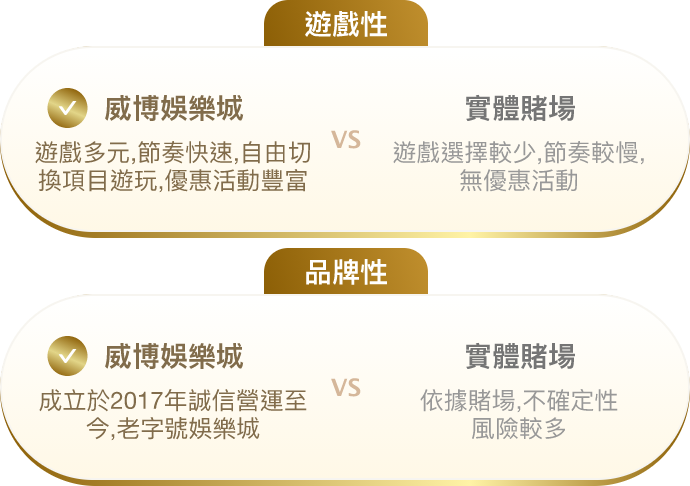 遊戲性
威博娛樂城
遊戲多元,節奏快速,自由切
換項目遊玩,優惠活動豐富
VS
實體賭場
遊戲選擇較少,節奏較慢,
無優惠活動
品牌性
威博娛樂城
成立於2017年誠信營運至
今,老字號娛樂城
VS
實體賭場
依據賭場,不確定性
風險較多